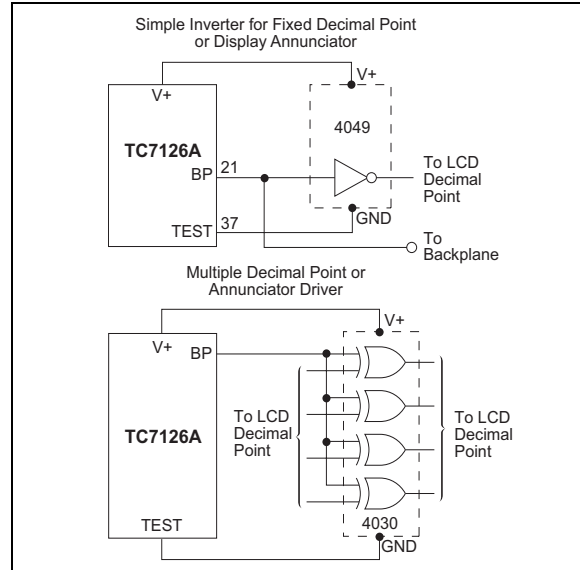 Simple Inverter for Fixed Decimal Point
or Display Annunciator
V+
V+
4049
TC7126A
BP
21
To LCD
Decimal
Point
TEST
37
GND
To
Backplane
Multiple Decimal Point or
Annunciator Driver
V+
V+
BP
To LCD
Decimal
Point
To LCD
Decimal
Point
TC7126A
TEST
4030
GND